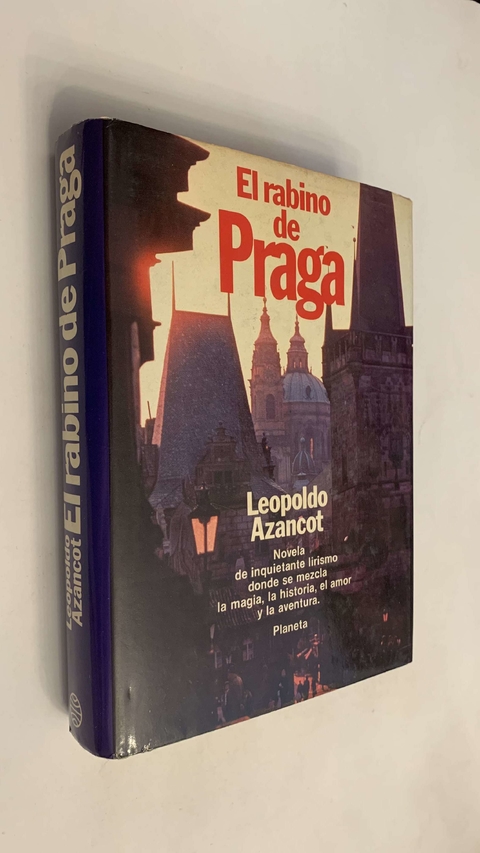 El rabino
de
Praga
Leopoldo
Azancot
Novela
de inquietante lirismo
donde se mezcla
la magia, la historia, el amor
y la aventura.
Planeta
Leopoldo
Azancot
El rabino de Praga